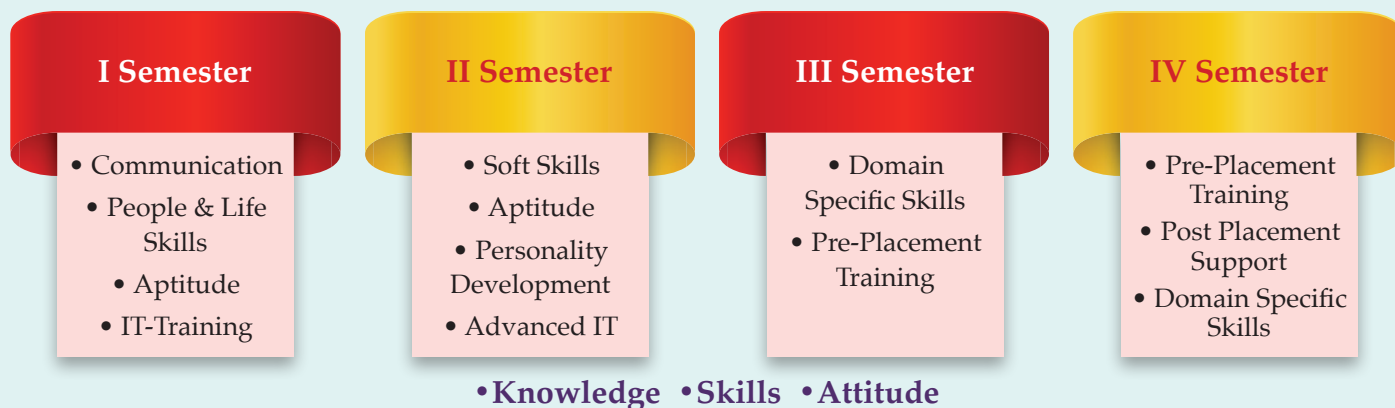 I Semester
• Communication
• People & Life
Skills
• Aptitude
• IT-Training
II Semester
• Soft Skills
• Aptitude
• Personality
Development
• Advanced IT
III Semester
• Domain
Specific Skills
• Pre-Placement
Training
IV Semester
• Pre-Placement
Training
• Post Placement
Support
• Domain Specific
Skills
•Knowledge •Skills •Attitude